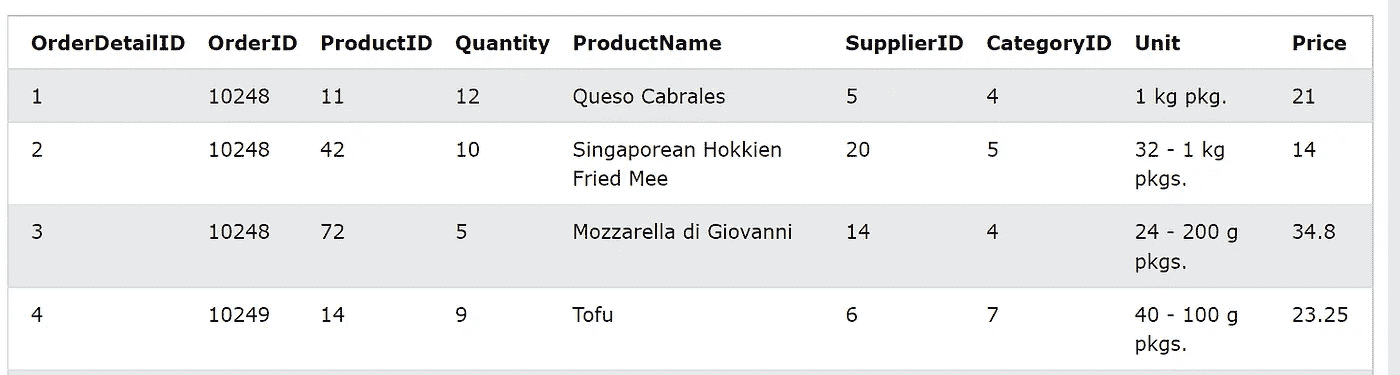 OrderDetailID OrderID ProductID Quantity ProductName SupplierID CategoryID Unit Price
1 10248 11 12 Queso Cabrales 5 4 1 kg pkg. 21
2 10248 42 10 Singaporean Hokkien 20 5 32 - 1 kg 14
Fried Mee pkgs.
3 10248 72 5 Mozzarella di Giovanni 14 4 24 - 200 g 34.8
pkgs.
4 10249 14 9 Tofu 6 7 40 - 100 g 23.25
pkgs.